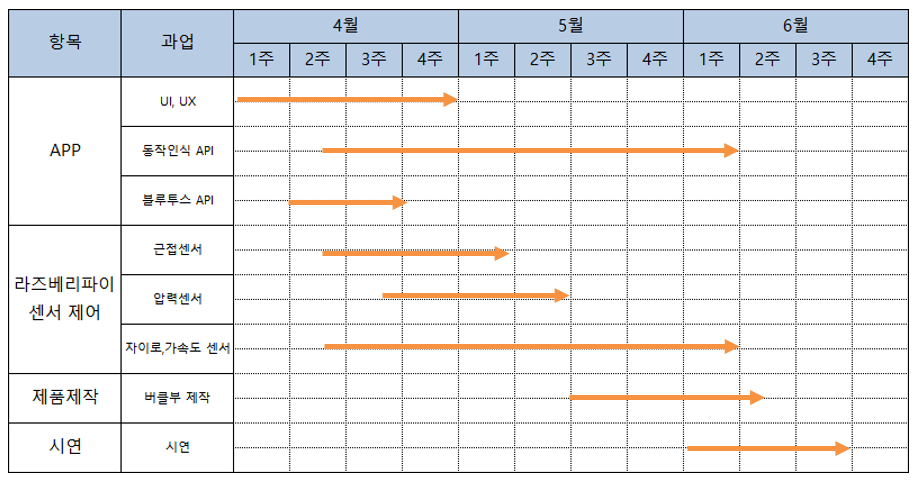 항목 과업 4월 5월 6월
1주 2주 3주 4주 1주 2주 3주 4주 1주 2주 3주 4주
APP
UI, UX
동작인식 API
블루투스 API
라즈베리파이
센서 제어
근접센서
압력센서
자이로,가속도 센서
제품제작 버클부 제작
시연 시연